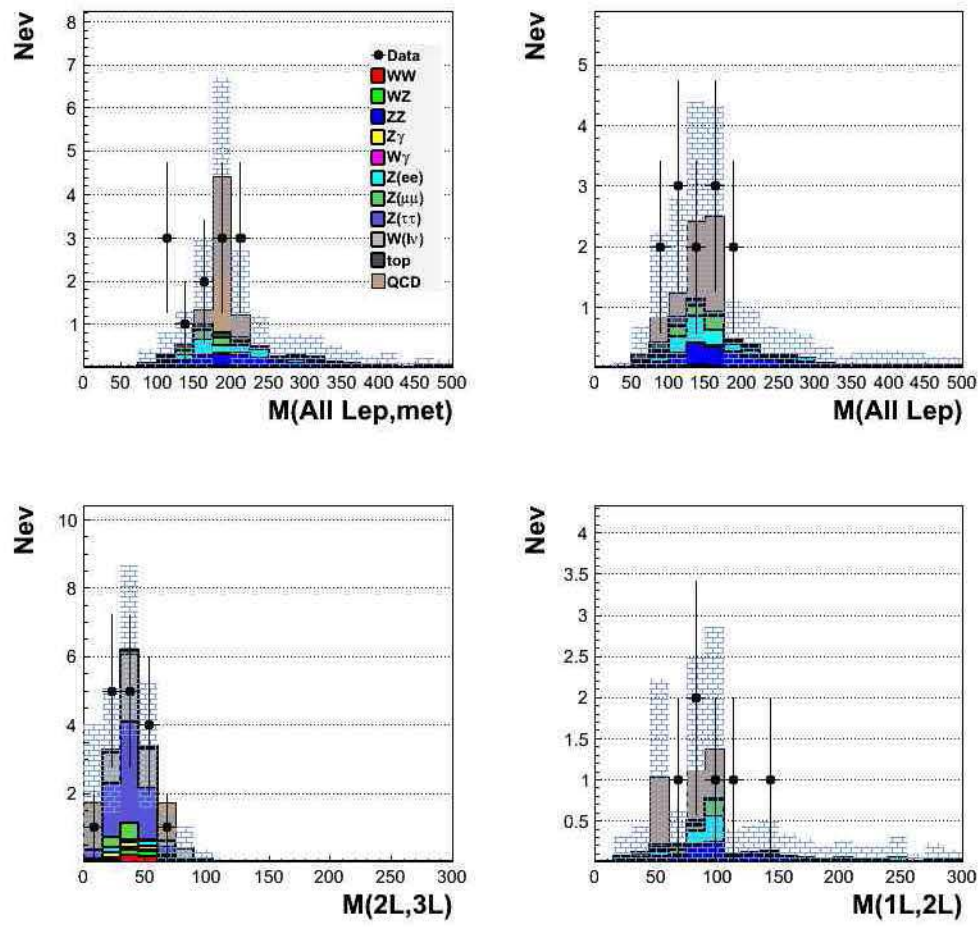 Nev
8
7
6
5
4
3
2
1
Data
WW
WZ
ZZ
Zγ
Wγ
Z(ee)
Z(μμ)
Z(ττ)
W(lν)
top
QCD
0 50 100 150 200 250 300 350 400 450 500
M(All Lep,met)
Nev
5
4
3
2
1
0 50 100 150 200 250 300 350 400 450 500
M(All Lep)
Nev
10
8
6
4
2
0 50 100 150 200 250 300
M(2L,3L)
Nev
4
3.5
3
2.5
2
1.5
1
0.5
0 50 100 150 200 250 300
M(1L,2L)